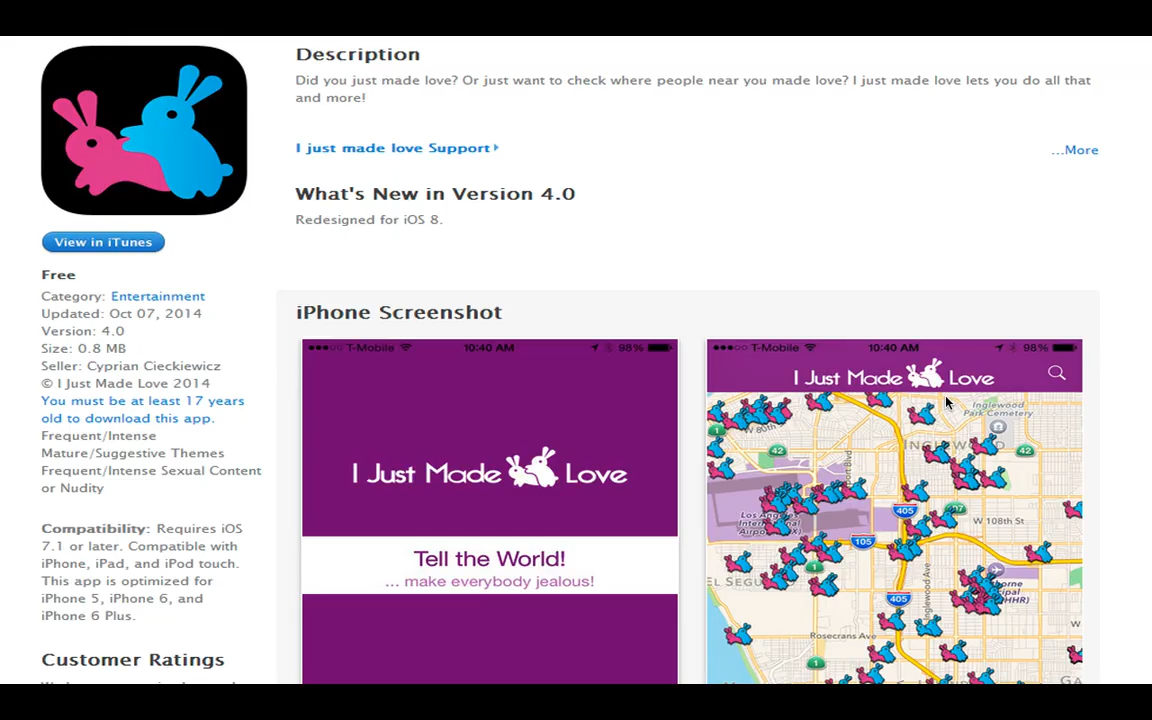 Description
Did you just made love? Or just want to check where people near you made love? I just made love lets you do all that
and more!
I just made love Support
...More
What's New in Version 4.0
Redesigned for iOS 8.
View in iTunes
Free
Category: Entertainment
Updated: Oct 07, 2014
Version: 4.0
Size: 0.8 MB
Seller: Cyprian Cieckiewicz
© I Just Made Love 2014
You must be at least 17 years
old to download this app.
Frequent/Intense
Mature/Suggestive Themes
Frequent/Intense Sexual Content
or Nudity
Compatibility: Requires iOS
7.1 or later. Compatible with
iPhone, iPad, and iPod touch.
This app is optimized for
iPhone 5, iPhone 6, and
iPhone 6 Plus.
Customer Ratings
iPhone Screenshot
T-Mobile 10:40 AM 98%
I Just Made Love
Tell the World!
... make everybody jealous!
T-Mobile 10:40 AM 98%
I Just Made Love
Inglewood
Park Cemetery
W 80th
1
42
42
405
W 108th St
105
1
405
Inglewood Ave
Rosecrans Ave
1